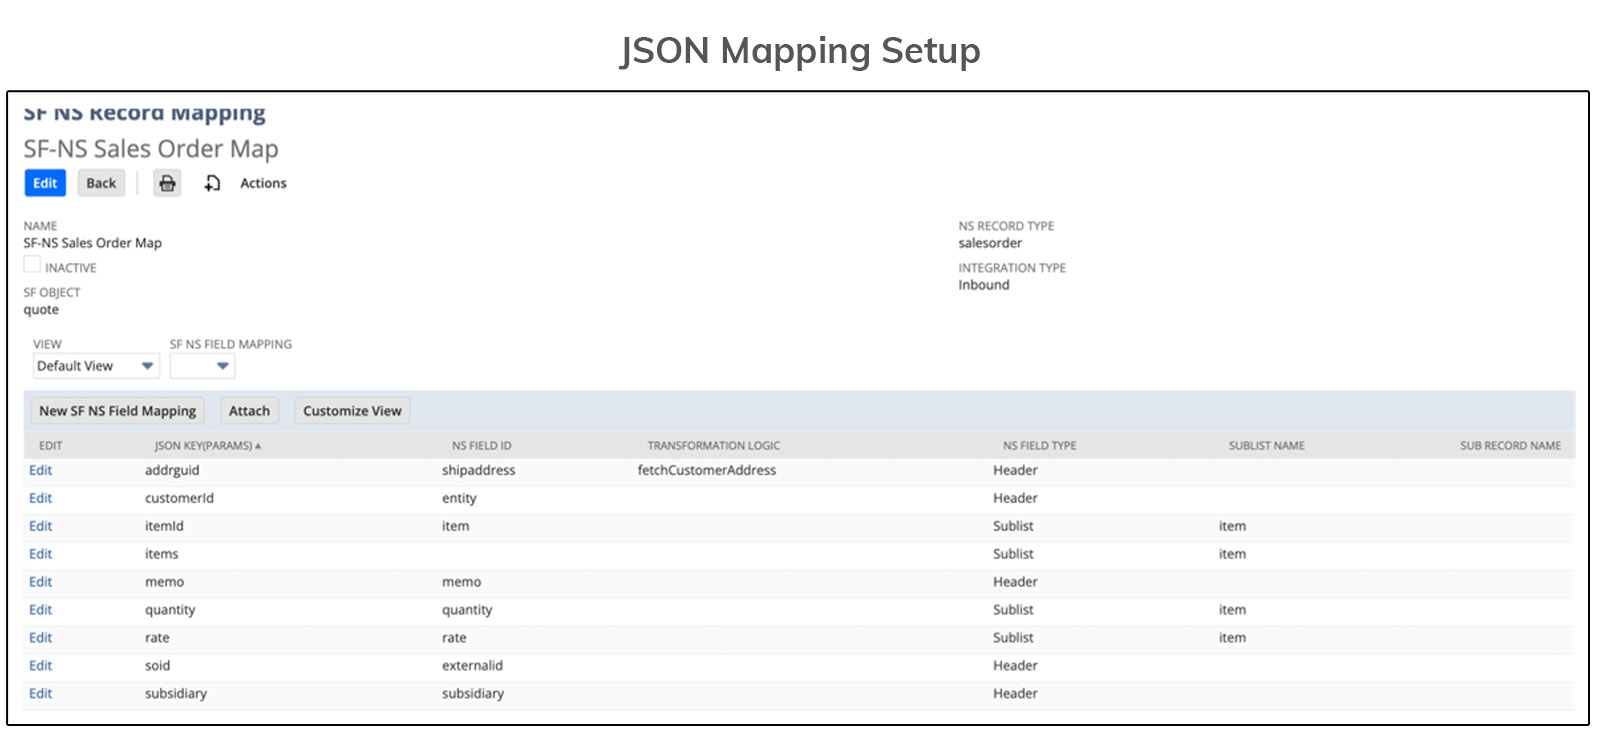 JSON Mapping Setup
SF NS Record Mapping
SF-NS Sales Order Map
Edit Back Actions
NAME NS RECORD TYPE
SF-NS Sales Order Map salesorder
INACTIVE INTEGRATION TYPE
Inbound
SF OBJECT
quote
VIEW SF NS FIELD MAPPING
Default View
New SF NS Field Mapping Attach Customize View
EDIT JSON KEY(PARAMS) ▲ NS FIELD ID TRANSFORMATION LOGIC NS FIELD TYPE SUBLIST NAME SUB RECORD NAME
Edit addrguid shipaddress fetchCustomerAddress Header
Edit customerId entity Header
Edit itemId item Sublist item
Edit items Sublist item
Edit memo memo Header
Edit quantity quantity Sublist item
Edit rate rate Sublist item
Edit soid externalid Header
Edit subsidiary subsidiary Header